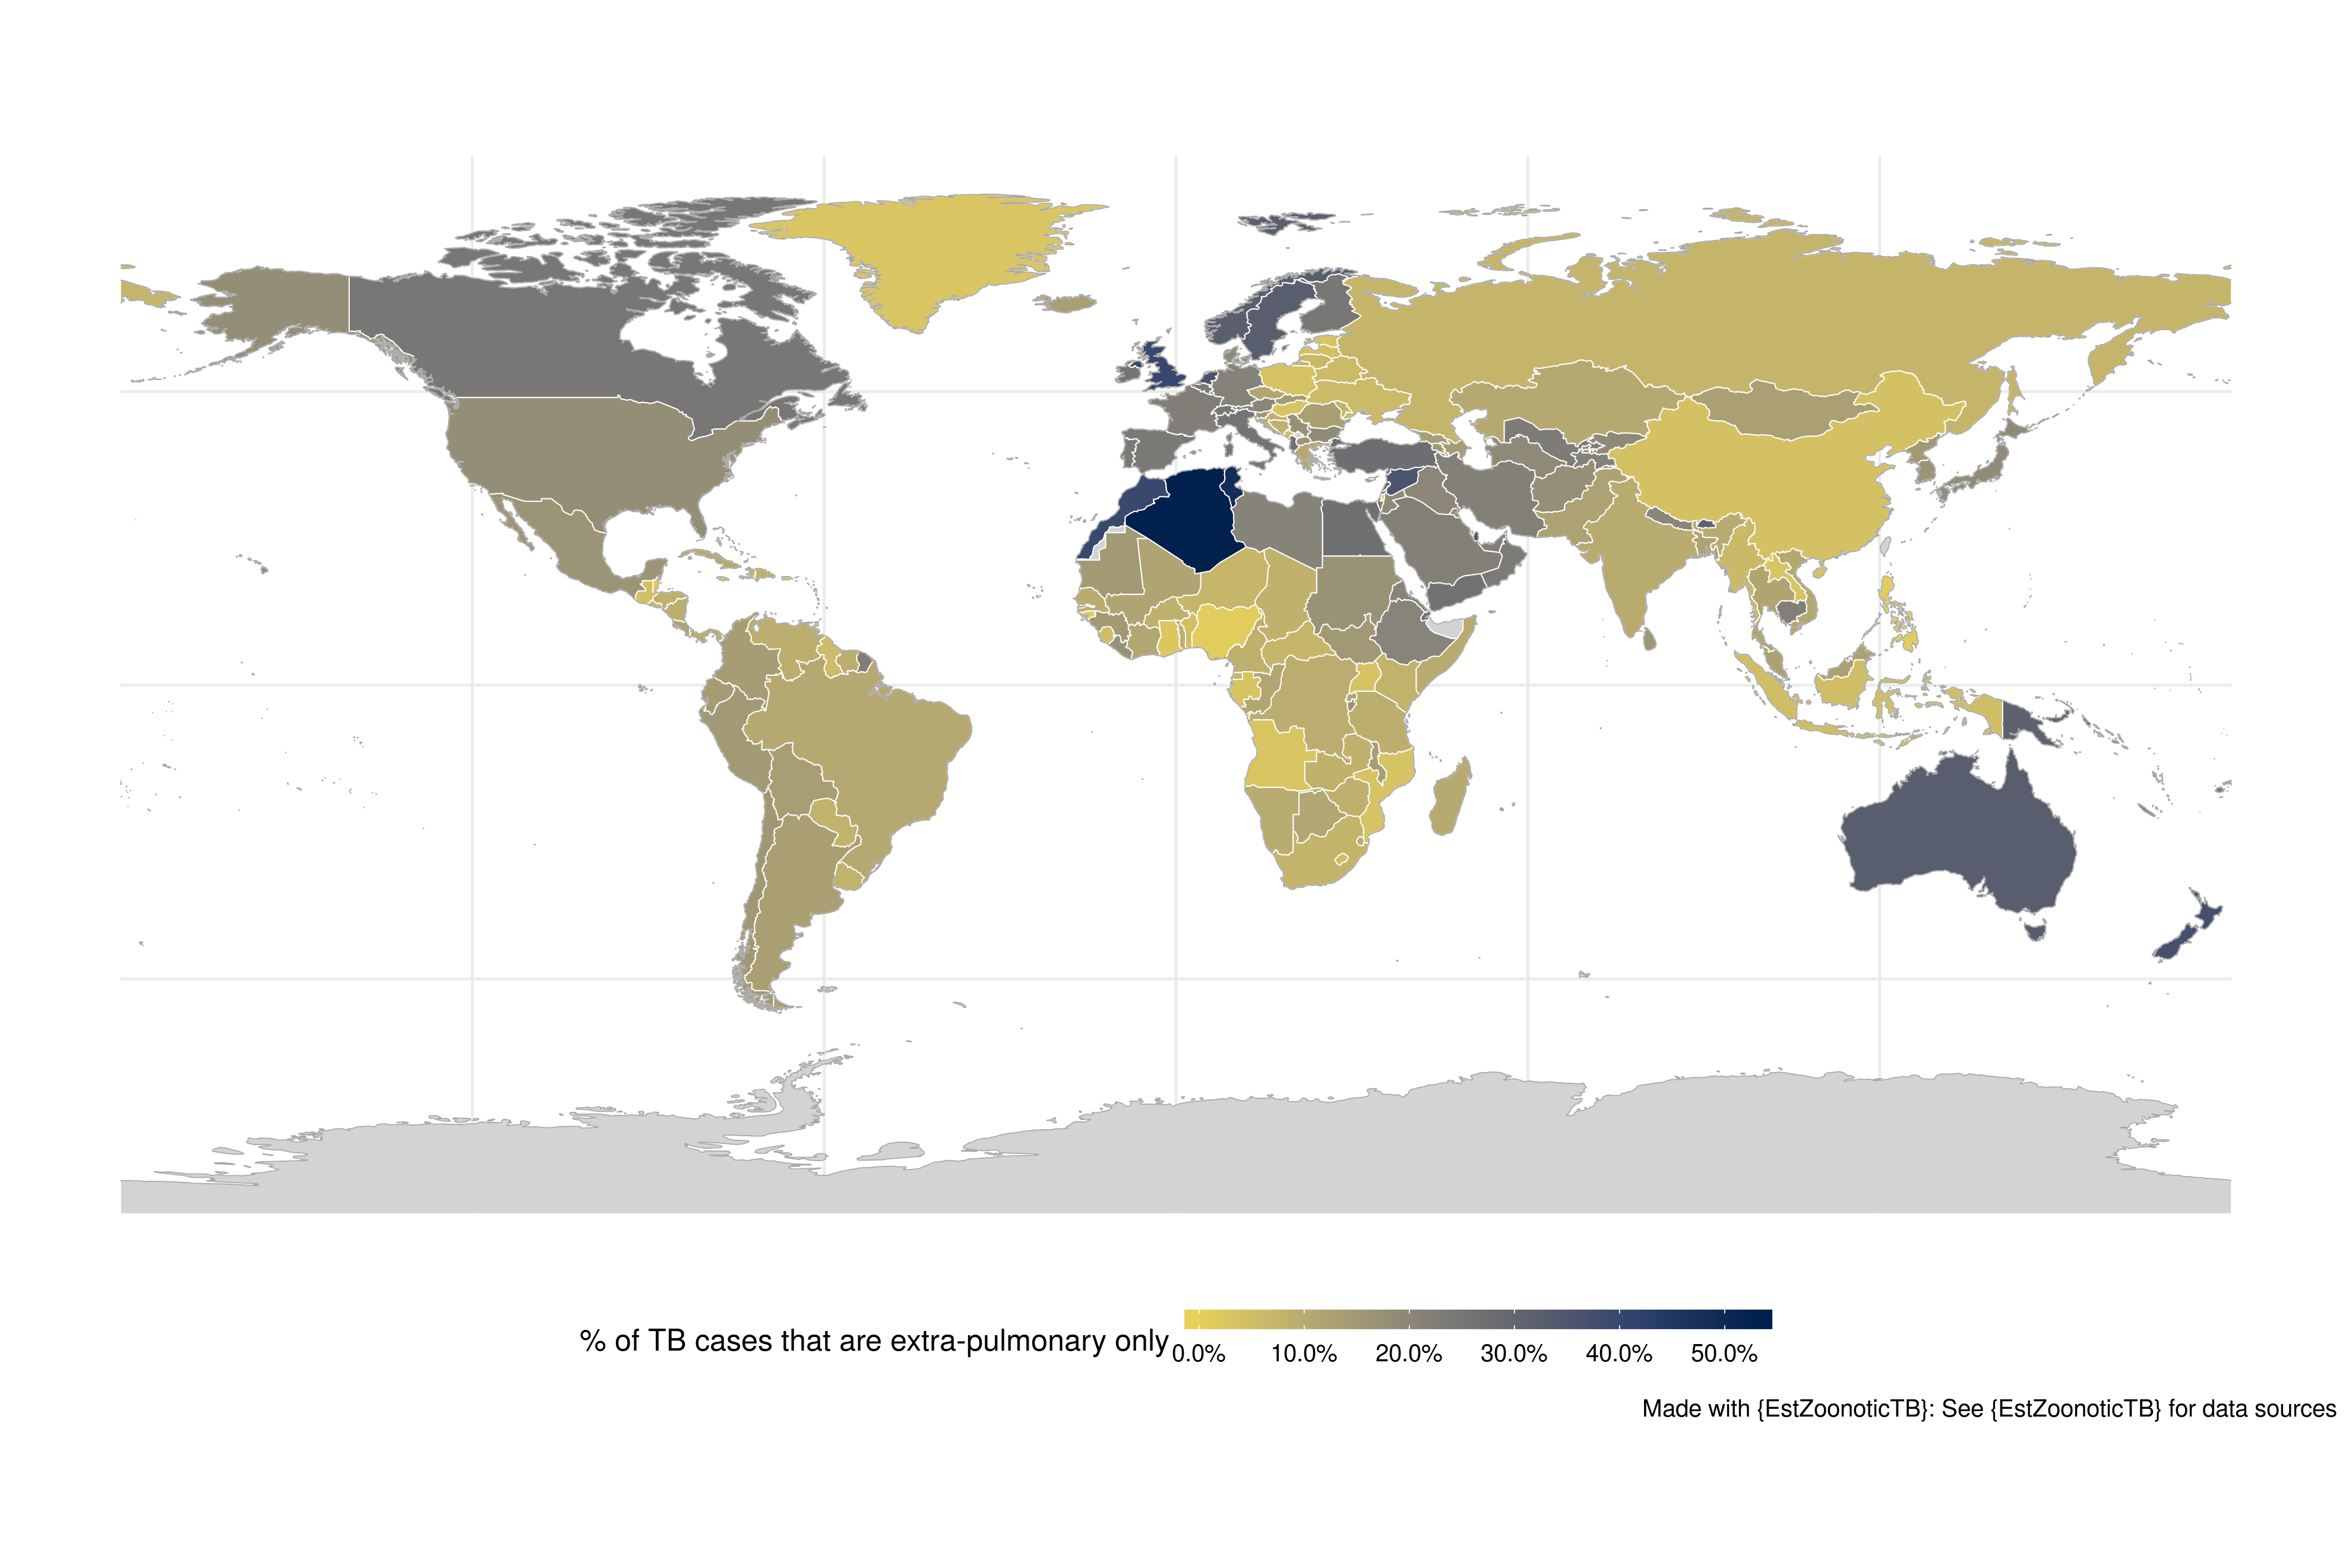 % of TB cases that are extra-pulmonary only
0.0% 10.0% 20.0% 30.0% 40.0% 50.0%
Made with {EstZoonoticTB}: See {EstZoonoticTB} for data sources